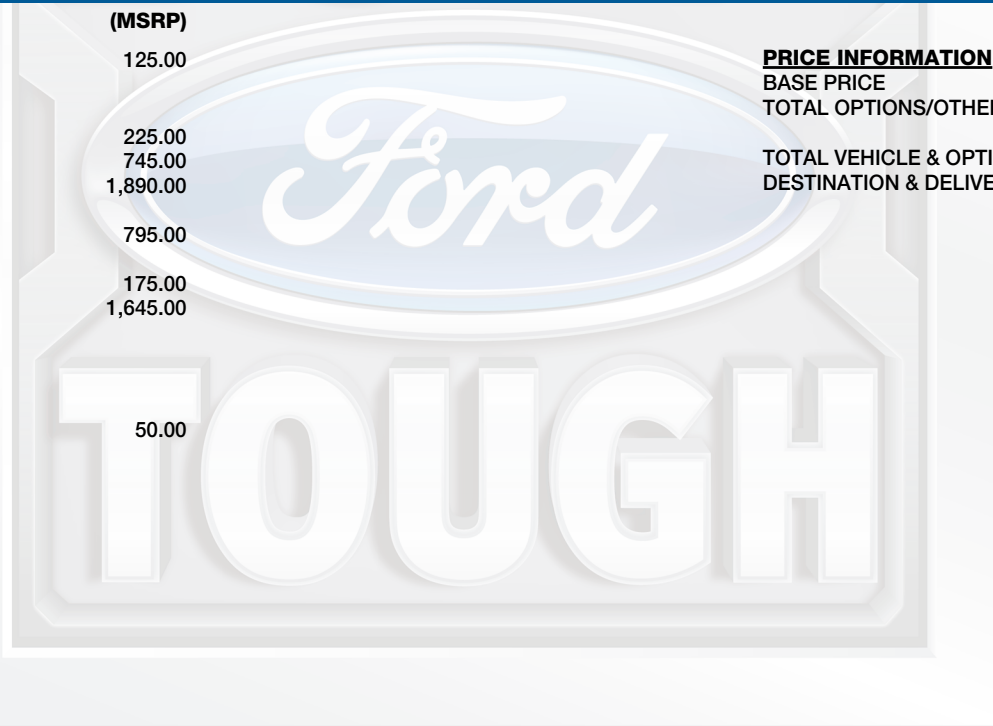 (MSRP)
125.00
225.00
745.00
1,890.00
795.00
175.00
1,645.00
50.00
PRICE INFORMATION
BASE PRICE
TOTAL OPTIONS/OTHER
TOTAL VEHICLE & OPTI
DESTINATION & DELIVE
Ford
TOUGH